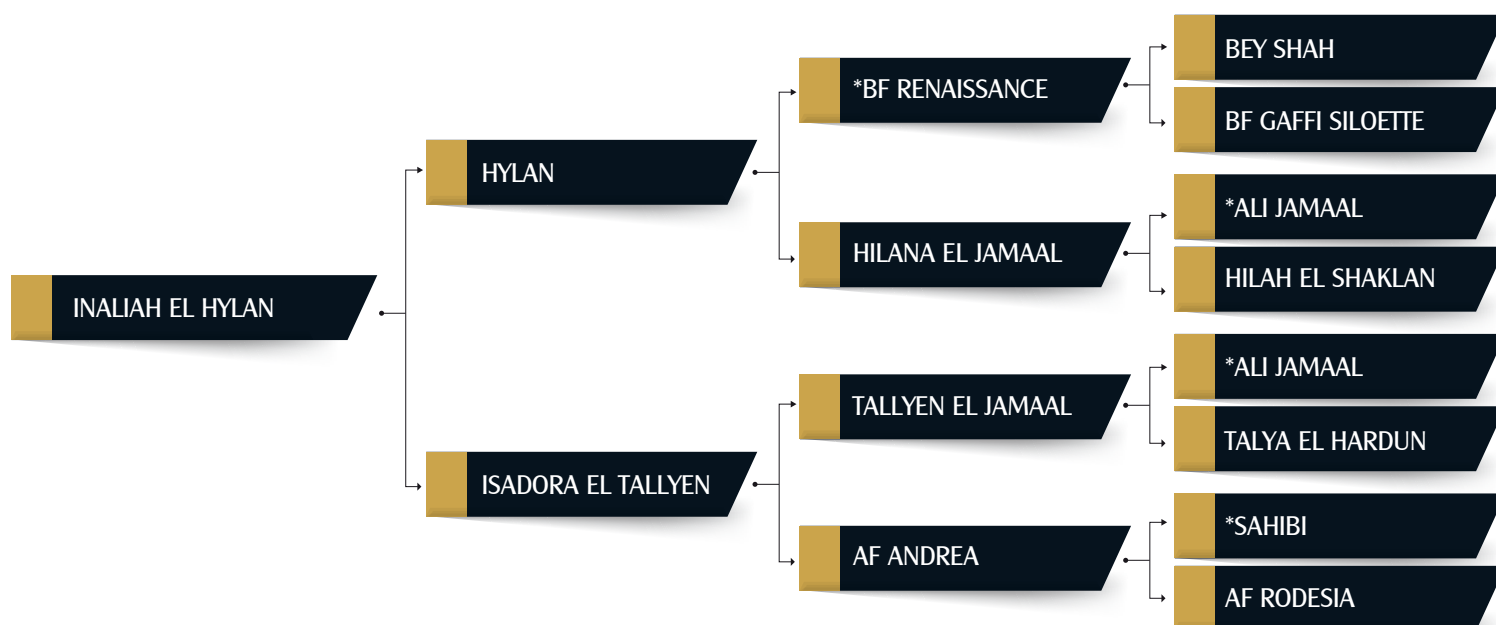 BEY SHAH
*BF RENAISSANCE
BF GAFFI SILOETTE
HYLAN
*ALI JAMAAL
HILANA EL JAMAAL
HILAH EL SHAKLAN
INALIAH EL HYLAN
*ALI JAMAAL
TALLYEN EL JAMAAL
TALYA EL HARDUN
ISADORA EL TALLYEN
*SAHIBI
AF ANDREA
AF RODESIA